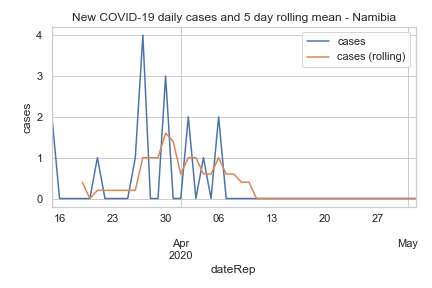 New COVID-19 daily cases and 5 day rolling mean - Namibia
cases
cases (rolling)
cases
4
3
2
1
0
16 23 30 06 13 20 27
Apr May
2020
dateRep